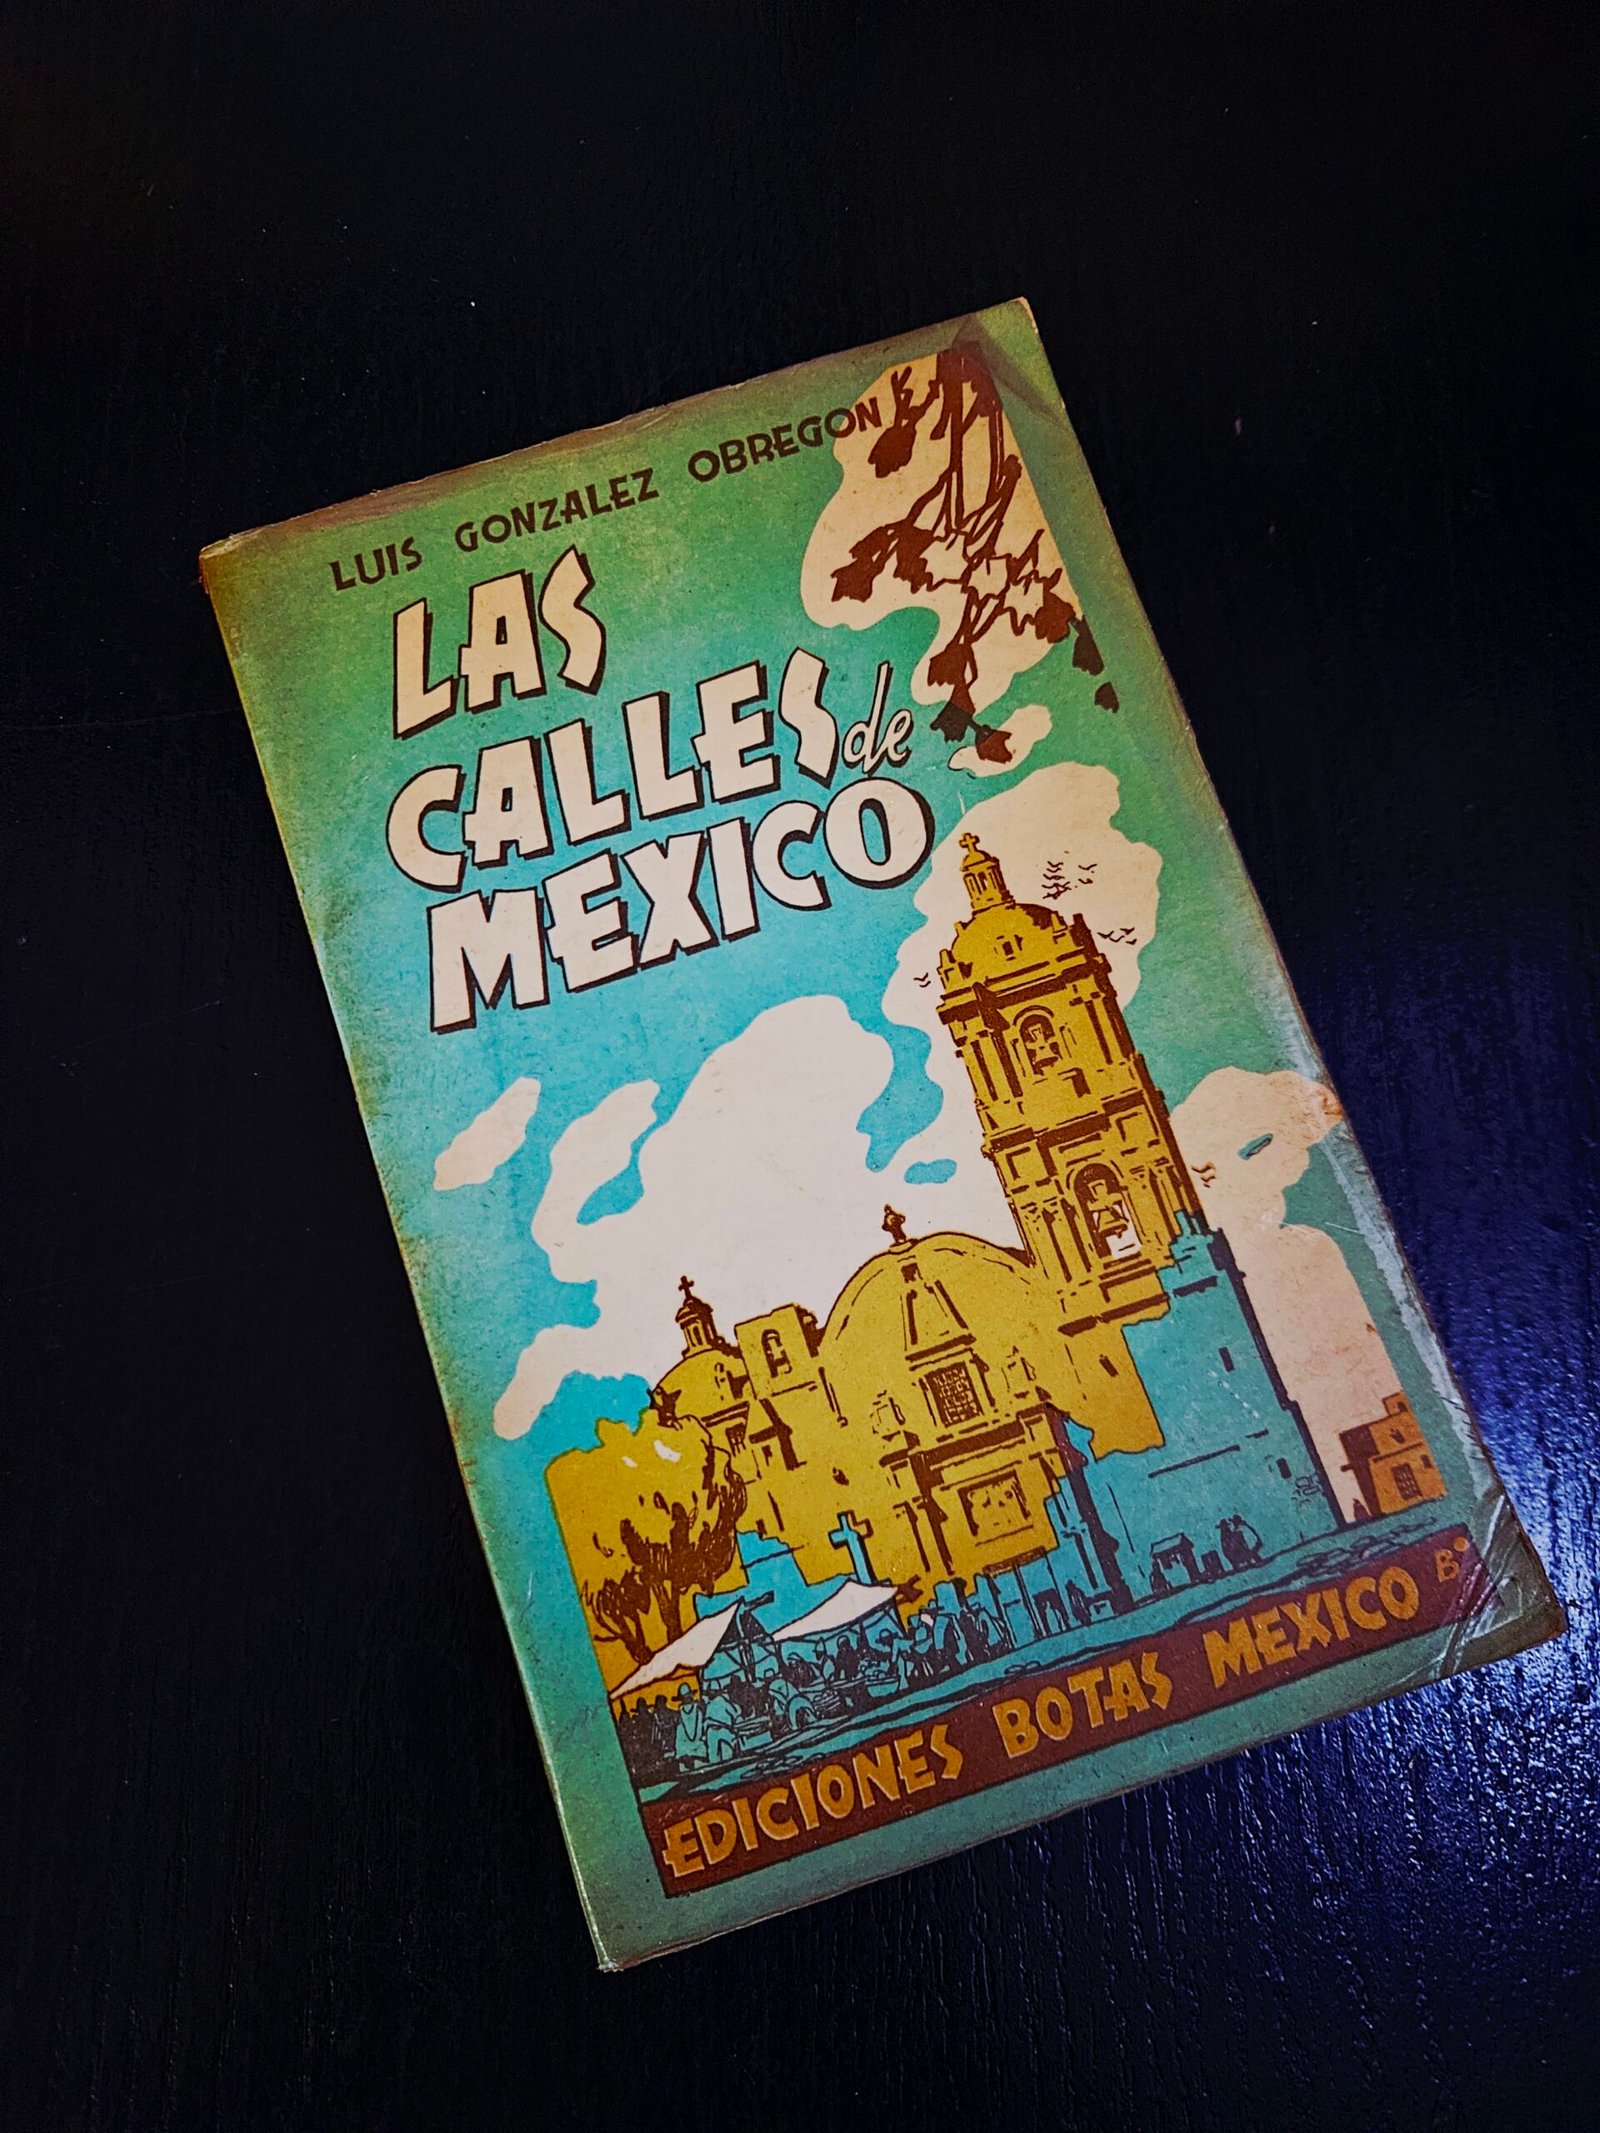 LUIS GONZALEZ OBREGON
LAS
CALLES de
MEXICO
EDICIONES BOTAS MEXICO